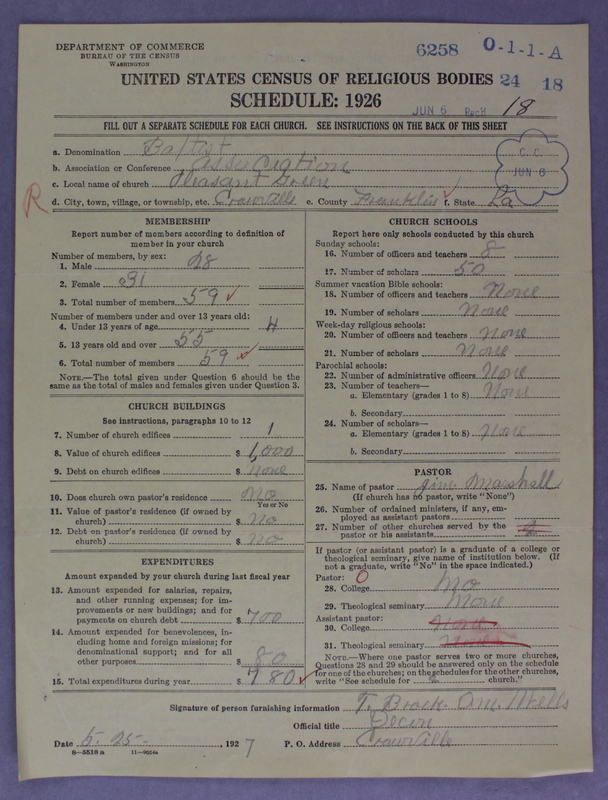 DEPARTMENT OF COMMERCE
BUREAU OF THE CENSUS
WASHINGTON
6258 0-1-1-A
UNITED STATES CENSUS OF RELIGIOUS BODIES 24 18
SCHEDULE: 1926
JUN 6 Rec'd 18
FILL OUT A SEPARATE SCHEDULE FOR EACH CHURCH. SEE INSTRUCTIONS ON THE BACK OF THIS SHEET
a. Denomination Baptist
b. Association or Conference association
c. Local name of church Pleasant Green
C. C. JUN 6
R
d. City, town, village, or township, etc. Crowville e. County Franklin f. State La
MEMBERSHIP
Report number of members according to definition of
member in your church
Number of members, by sex:
1. Male 28
2. Female 31
3. Total number of members 59
Number of members under and over 13 years old:
4. Under 13 years of age 4
5. 13 years old and over 55
6. Total number of members 59
NOTE.—The total given under Question 6 should be the
same as the total of males and females given under Question 3.
CHURCH BUILDINGS
See instructions, paragraphs 10 to 12
7. Number of church edifices 1
8. Value of church edifices $ 1,000
9. Debt on church edifices $ None
10. Does church own pastor's residence No
Yes or No
11. Value of pastor's residence (if owned by
church) $ No
12. Debt on pastor's residence (if owned by
church) $ No
EXPENDITURES
Amount expended by your church during last fiscal year
13. Amount expended for salaries, repairs,
and other running expenses; for im-
provements or new buildings; and for
payments on church debt $ 700
14. Amount expended for benevolences, in-
cluding home and foreign missions; for
denominational support; and for all
other purposes $ 80
15. Total expenditures during year $ 780
CHURCH SCHOOLS
Report here only schools conducted by this church
Sunday schools:
16. Number of officers and teachers 8
17. Number of scholars 50
Summer vacation Bible schools:
18. Number of officers and teachers None
19. Number of scholars None
Week-day religious schools:
20. Number of officers and teachers None
21. Number of scholars None
Parochial schools:
22. Number of administrative officers None
23. Number of teachers—
a. Elementary (grades 1 to 8) None
b. Secondary
24. Number of scholars—
a. Elementary (grades 1 to 8) None
b. Secondary
PASTOR
25. Name of pastor Jim Marshall
(If church has no pastor, write "None")
26. Number of ordained ministers, if any, em-
ployed as assistant pastors
27. Number of other churches served by the
pastor or his assistants 2
If pastor (or assistant pastor) is a graduate of a college or
theological seminary, give name of institution below. (If
not a graduate, write "No" in the space indicated.)
Pastor: 0
28. College No
29. Theological seminary None
Assistant pastor:
30. College None
31. Theological seminary None
NOTE.—Where one pastor serves two or more churches,
Questions 28 and 29 should be answered only on the schedule
for one of the churches; on the schedules for the other churches,
write "See schedule for church."
Signature of person furnishing information T. Brock
Official title Decon
Date 5-25- , 1927 P. O. Address Crowville
8-5518a